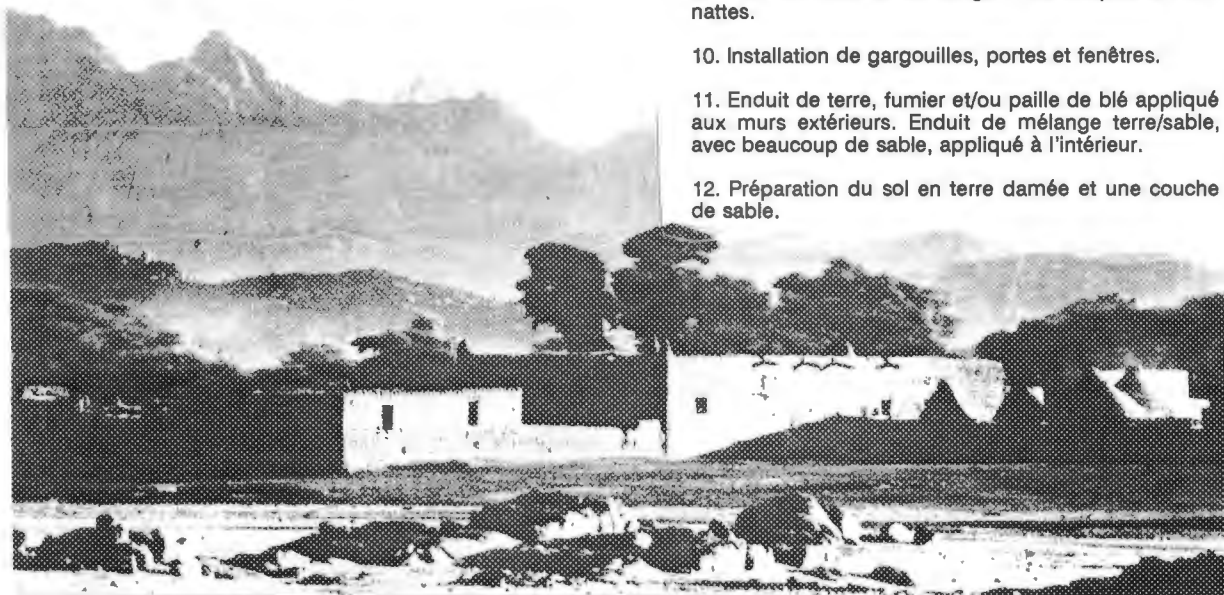 nattes.
10. Installation de gargouilles, portes et fenêtres.
11. Enduit de terre, fumier et/ou paille de blé appliqué
aux murs extérieurs. Enduit de mélange terre/sable,
avec beaucoup de sable, appliqué à l'intérieur.
12. Préparation du sol en terre damée et une couche
de sable.